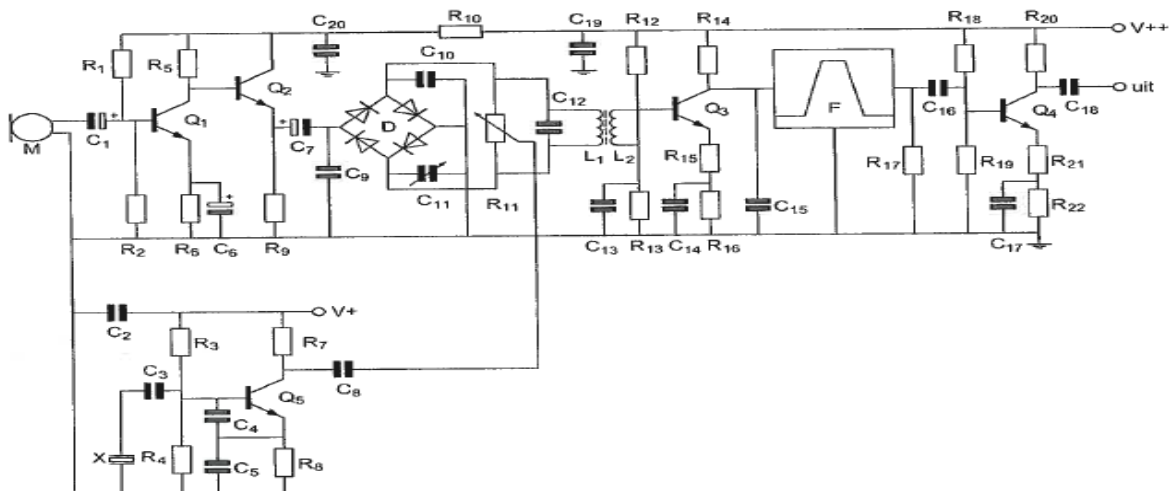 C20 R10 C19 R12 R14 R18 R20 V++
R1 R5 C10
Q2 C12 Q3 F C16 Q4 C18 uit
M C1 + Q1 + C7 D
C9 L1 L2 R15 R17 R19 R21
+ C11 R11 C15 R22
R2 R6 C6 R9 C13 R13 C14 R16 C17
C2 V+
R3 R7
C3 C8
Q5
C4
X R4 C5 R8